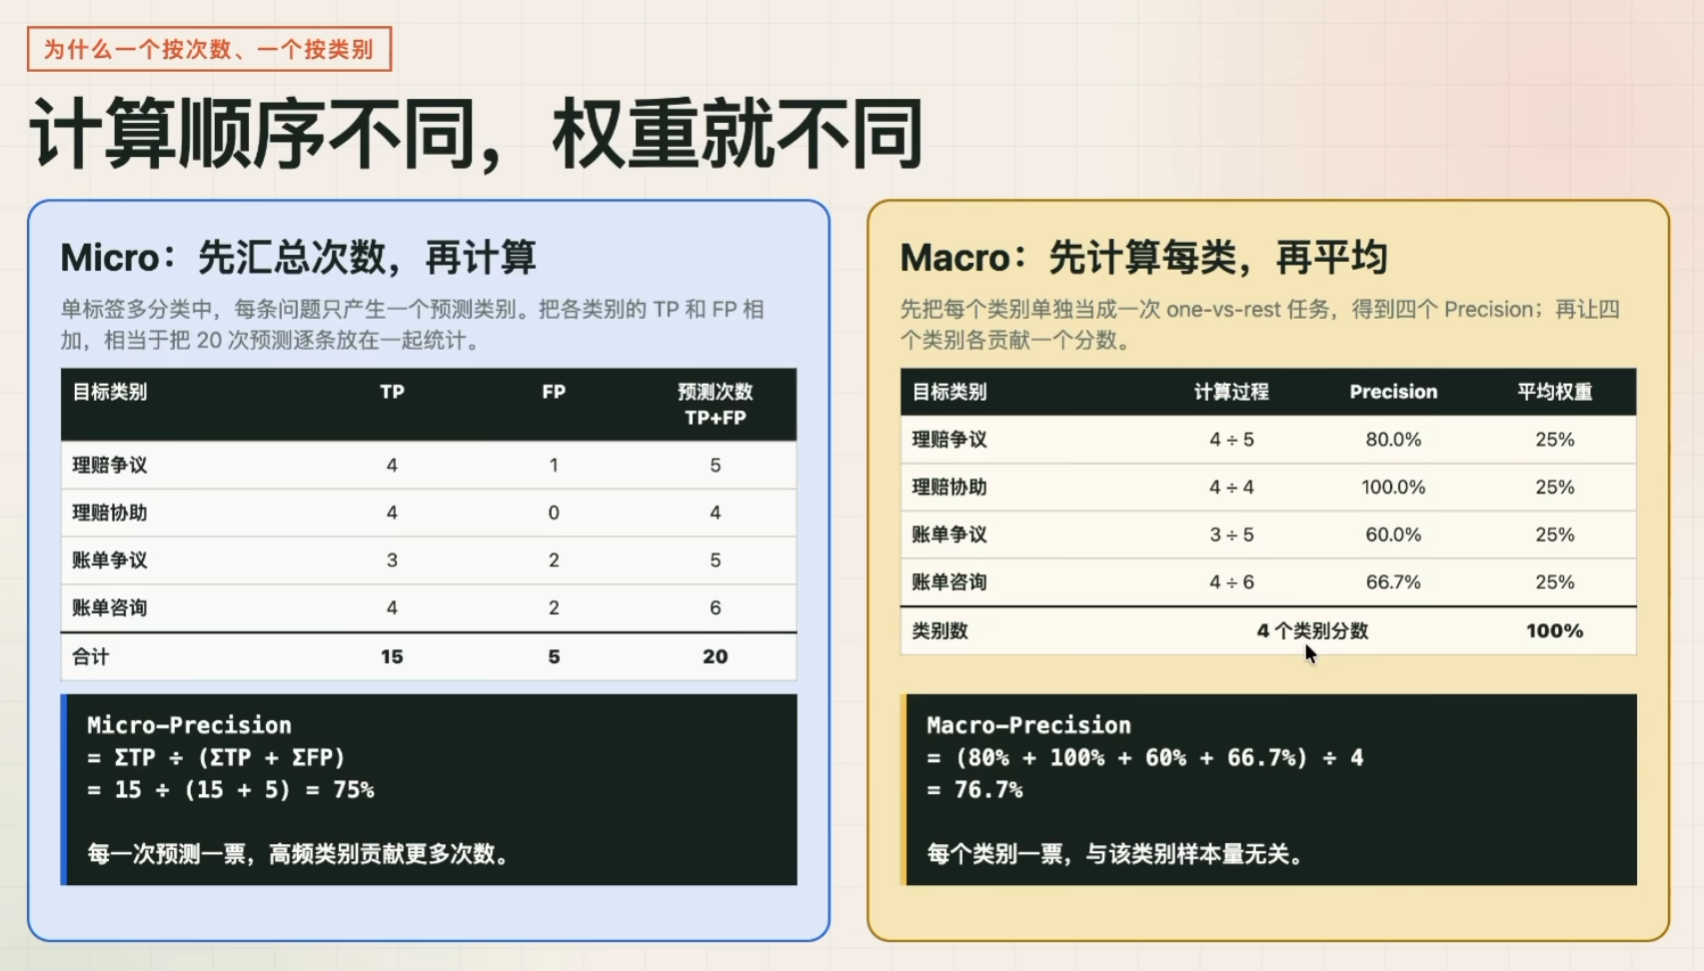 为什么一个按次数、一个按类别
计算顺序不同，权重就不同
Micro：先汇总次数，再计算
单标签多分类中，每条问题只产生一个预测类别。把各类别的 TP 和 FP 相
加，相当于把 20 次预测逐条放在一起统计。
目标类别 TP FP 预测次数
TP+FP
理赔争议 4 1 5
理赔协助 4 0 4
账单争议 3 2 5
账单咨询 4 2 6
合计 15 5 20
Micro–Precision
= ΣTP ÷ (ΣTP + ΣFP)
= 15 ÷ (15 + 5) = 75%
每一次预测一票，高频类别贡献更多次数。
Macro：先计算每类，再平均
先把每个类别单独当成一次 one-vs-rest 任务，得到四个 Precision；再让四
个类别各贡献一个分数。
目标类别 计算过程 Precision 平均权重
理赔争议 4 ÷ 5 80.0% 25%
理赔协助 4 ÷ 4 100.0% 25%
账单争议 3 ÷ 5 60.0% 25%
账单咨询 4 ÷ 6 66.7% 25%
类别数 4 个类别分数 100%
Macro–Precision
= (80% + 100% + 60% + 66.7%) ÷ 4
= 76.7%
每个类别一票，与该类别样本量无关。